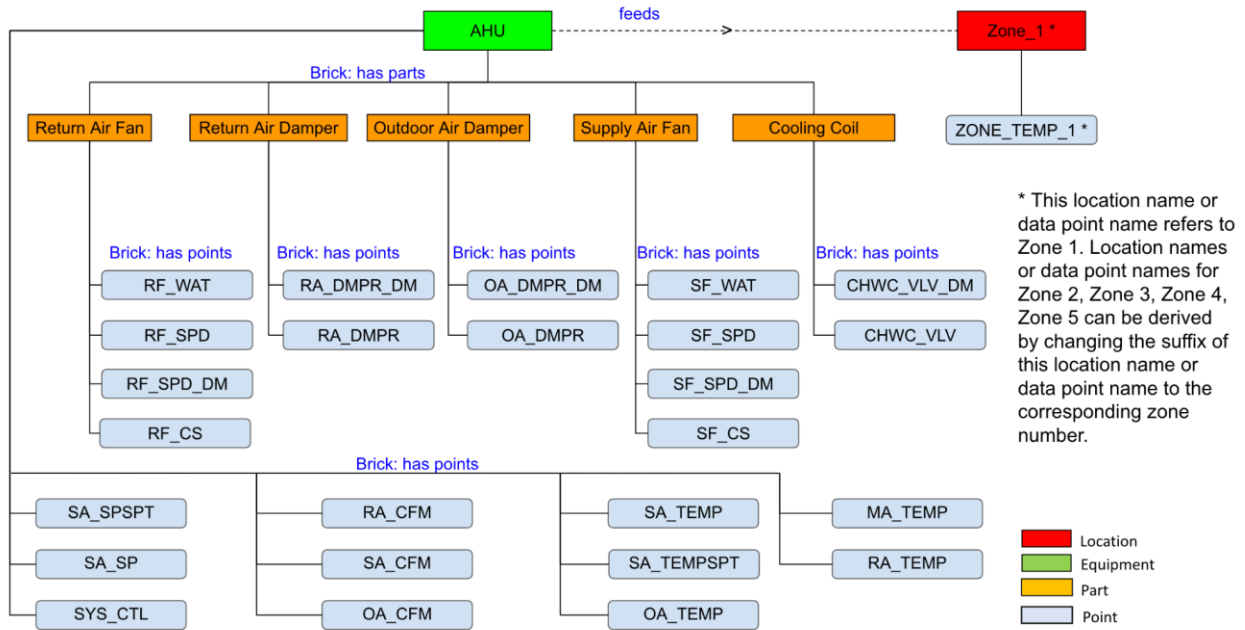 feeds
AHU
Zone_1 *
Brick: has parts
Return Air Fan
Return Air Damper
Outdoor Air Damper
Supply Air Fan
Cooling Coil
ZONE_TEMP_1 *
* This location name or
data point name refers to
Zone 1. Location names
or data point names for
Zone 2, Zone 3, Zone 4,
Zone 5 can be derived
by changing the suffix of
this location name or
data point name to the
corresponding zone
number.
Brick: has points
Brick: has points
Brick: has points
Brick: has points
Brick: has points
RF_WAT
RA_DMPR_DM
OA_DMPR_DM
SF_WAT
CHWC_VLV_DM
RF_SPD
RA_DMPR
OA_DMPR
SF_SPD
CHWC_VLV
RF_SPD_DM
SF_SPD_DM
RF_CS
SF_CS
Brick: has points
SA_SPSPT
RA_CFM
SA_TEMP
MA_TEMP
SA_SP
SA_CFM
SA_TEMPSPT
RA_TEMP
SYS_CTL
OA_CFM
OA_TEMP
Location
Equipment
Part
Point